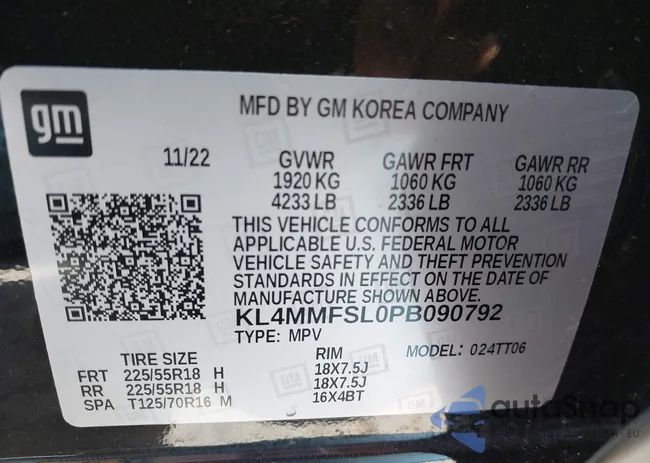 gm
MFD BY GM KOREA COMPANY
11/22 GVWR GAWR FRT GAWR RR
1920 KG 1060 KG 1060 KG
4233 LB 2336 LB 2336 LB
THIS VEHICLE CONFORMS TO ALL
APPLICABLE U.S. FEDERAL MOTOR
VEHICLE SAFETY AND THEFT PREVENTION
STANDARDS IN EFFECT ON THE DATE OF
MANUFACTURE SHOWN ABOVE.
KL4MMFSL0PB090792
TYPE: MPV MODEL: 024TT06
TIRE SIZE RIM
FRT 225/55R18 H 18X7.5J
RR 225/55R18 H 18X7.5J
SPA T125/70R16 M 16X4BT
autoSnap